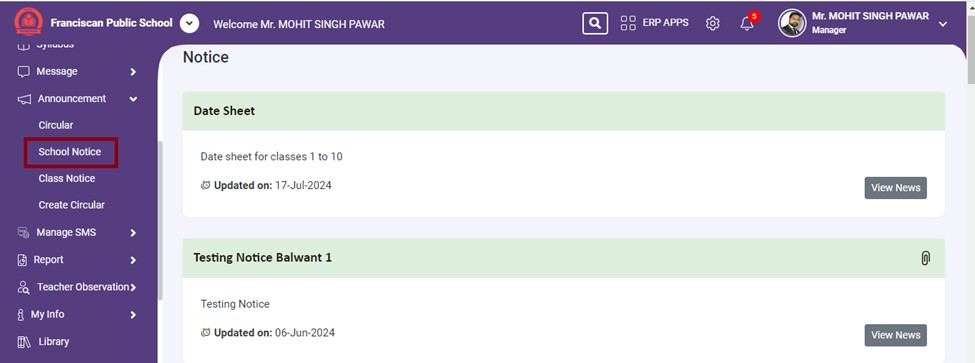 Franciscan Public School
Welcome Mr. MOHIT SINGH PAWAR
ERP APPS
5
Mr. MOHIT SINGH PAWAR
Manager
Syllabus
Message
Announcement
Circular
School Notice
Class Notice
Create Circular
Manage SMS
Report
Teacher Observation
My Info
Library
Notice
Date Sheet
Date sheet for classes 1 to 10
Updated on: 17-Jul-2024
View News
Testing Notice Balwant 1
Testing Notice
Updated on: 06-Jun-2024
View News